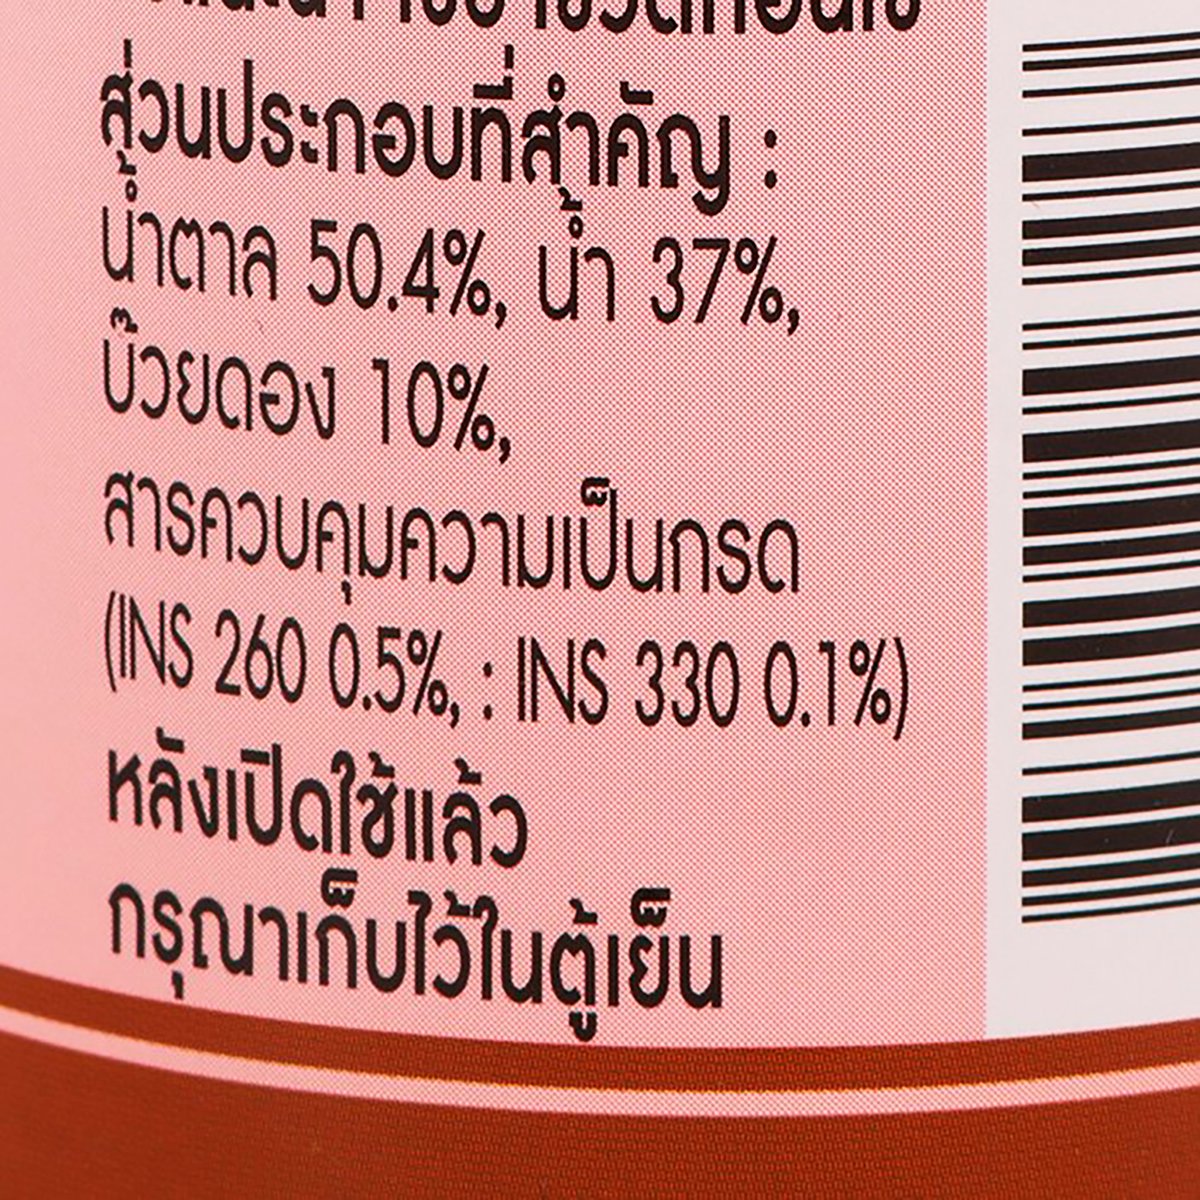 ส่วนประกอบที่สำคัญ :
น้ำตาล 50.4%, น้ำ 37%,
บ๊วยดอง 10%,
สารควบคุมความเป็นกรด
(INS 260 0.5%, : INS 330 0.1%)
หลังเปิดใช้แล้ว
กรุณาเก็บไว้ในตู้เย็น